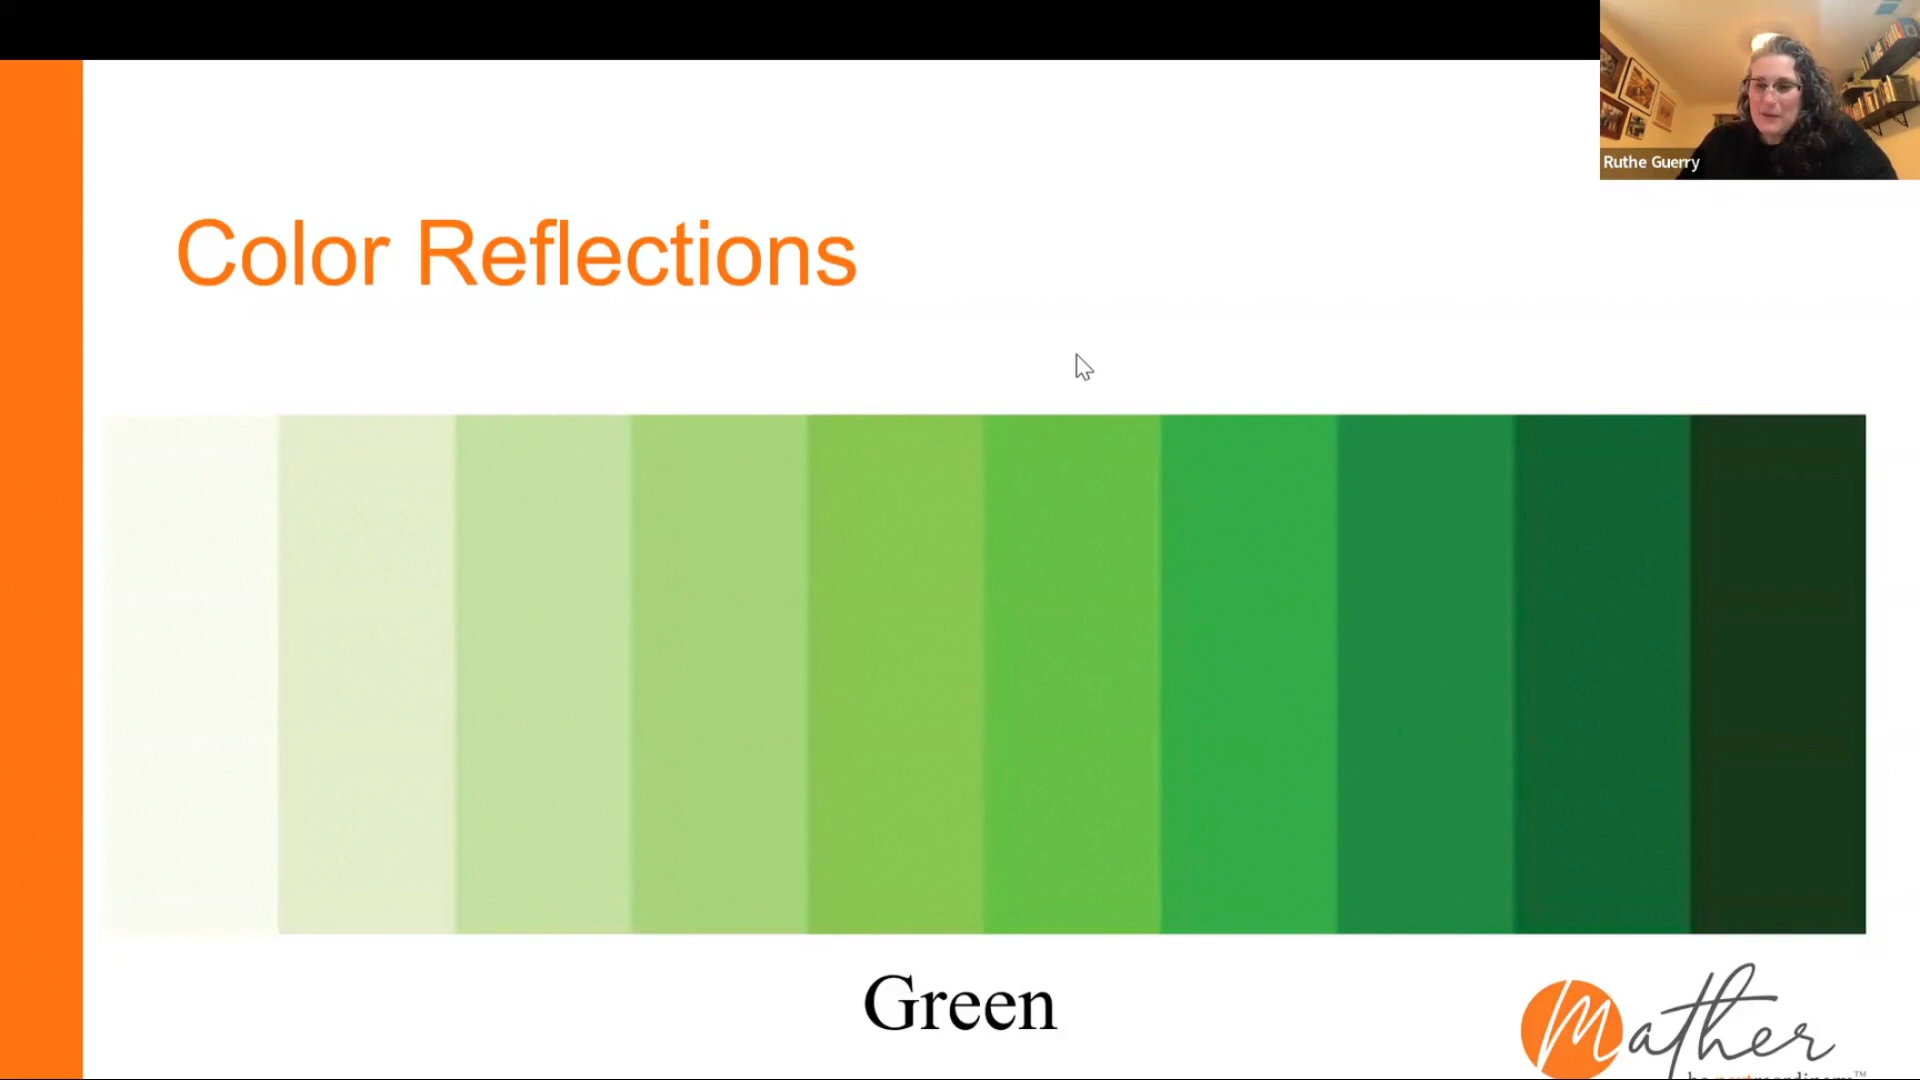 Ruthe Guerry
Color Reflections
Green
Mather